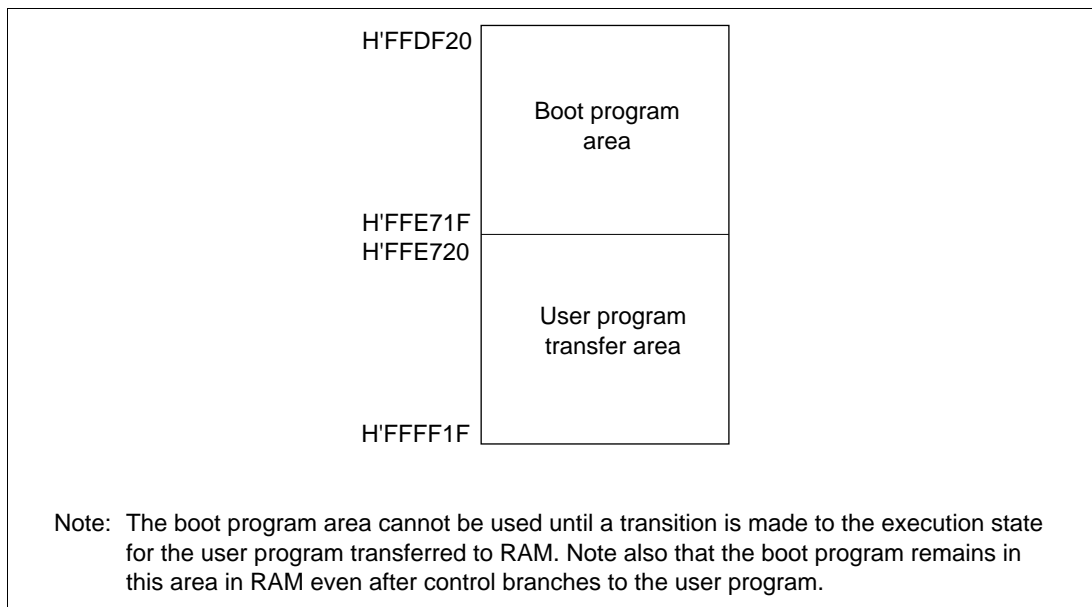 H'FFDF20
Boot program
area
H'FFE71F
H'FFE720
User program
transfer area
H'FFFF1F
Note: The boot program area cannot be used until a transition is made to the execution state
for the user program transferred to RAM. Note also that the boot program remains in
this area in RAM even after control branches to the user program.